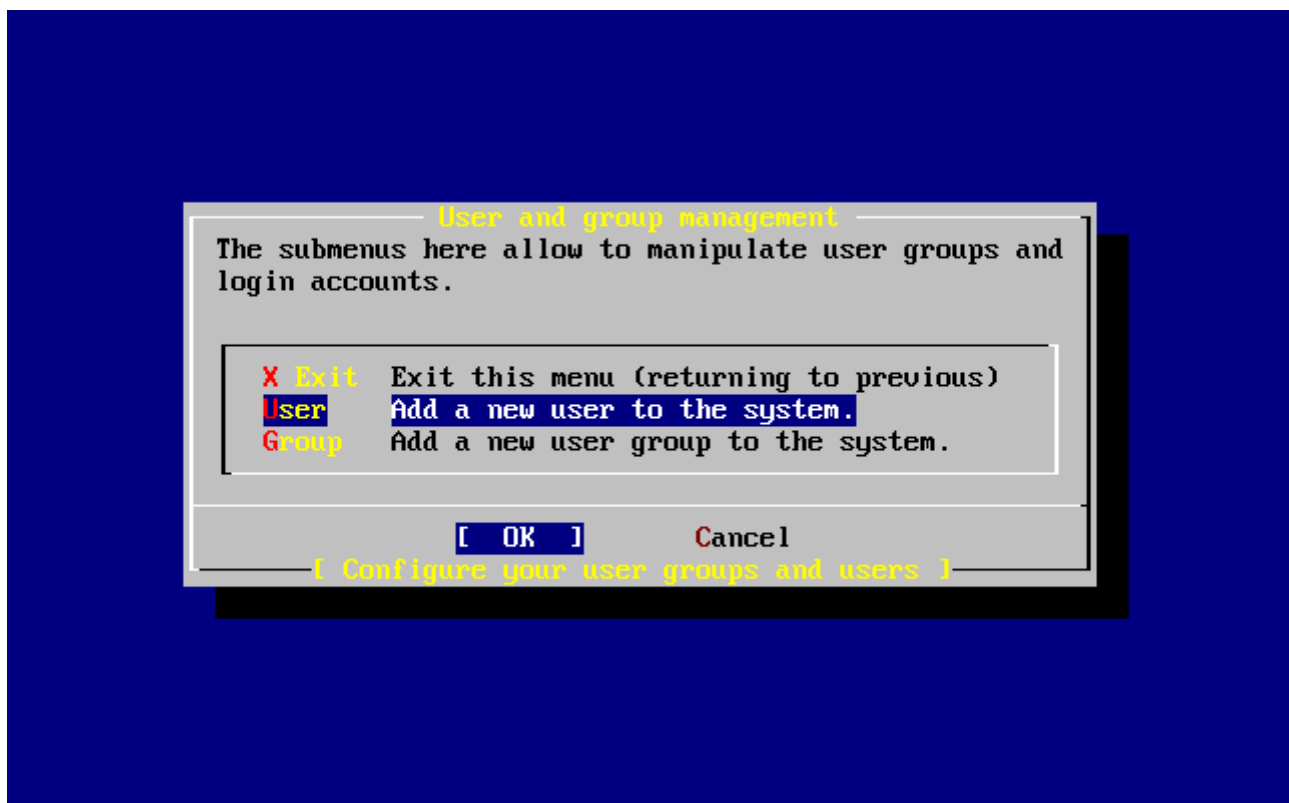 User and group management
The submenus here allow to manipulate user groups and
login accounts.
X Exit Exit this menu (returning to previous)
User Add a new user to the system.
Group Add a new user group to the system.
[ OK ] Cancel
[ Configure your user groups and users ]